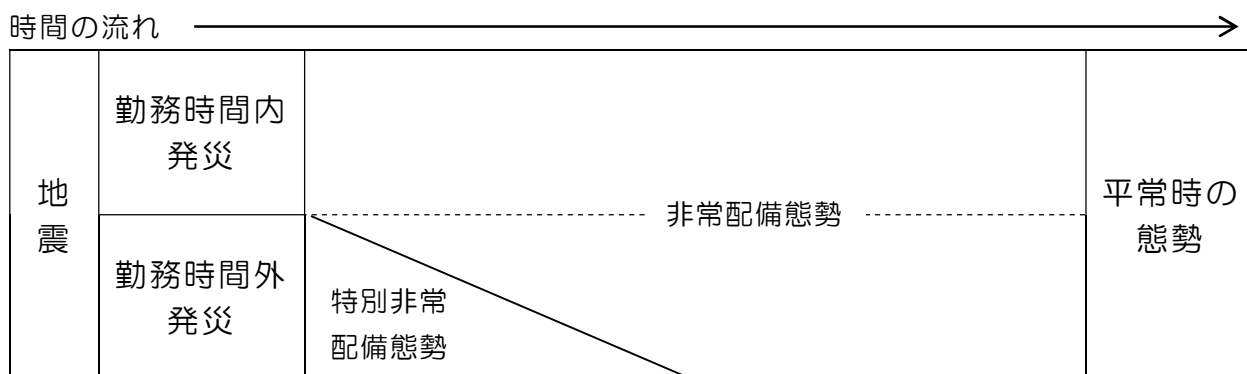 時間の流れ
地
震
勤務時間内
発災
勤務時間外
発災
非常配備態勢
特別非常
配備態勢
平常時の
態勢